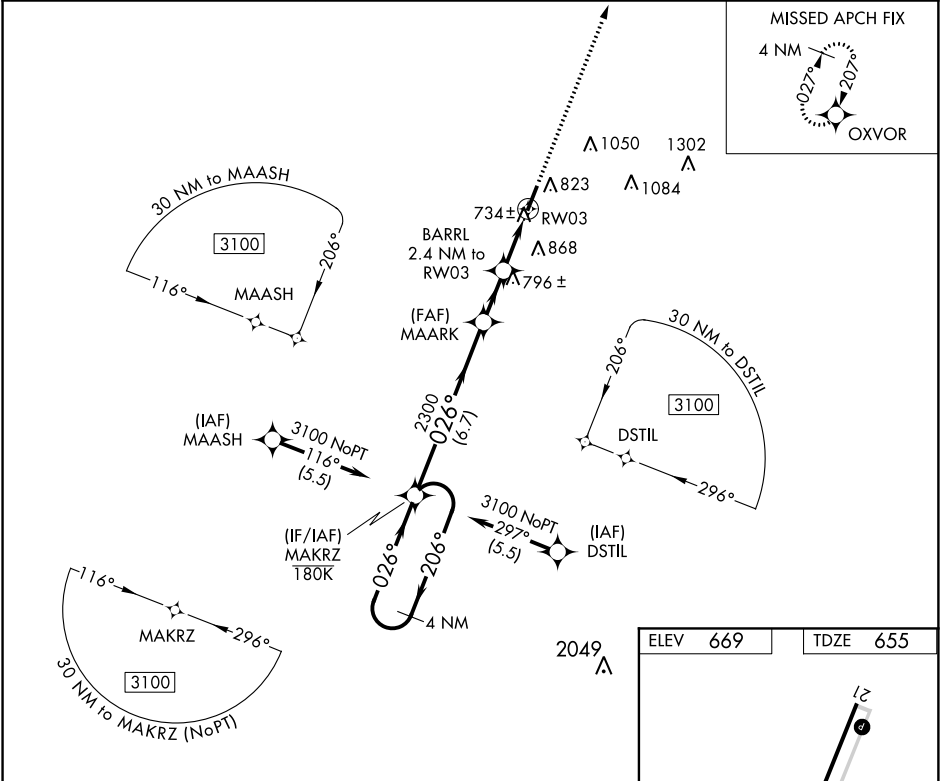 MISSED APCH FIX
4 NM
027°
207°
OXVOR
1050
1302
823
1084
734±
RW03
BARRL
2.4 NM to
RW03
868
796±
(FAF)
MAARK
30 NM to MAASH
3100
206°
116°
MAASH
30 NM to DSTIL
206°
3100
DSTIL
296°
2300
026°
(6.7)
(IAF)
MAASH
3100 NoPT
116°
(5.5)
3100 NoPT
297°
(5.5)
(IAF)
DSTIL
(IF/IAF)
MAKRZ
180K
026°
206°
4 NM
116°
MAKRZ
296°
3100
30 NM to MAKRZ (NoPT)
2049
ELEV 669
TDZE 655
21
P